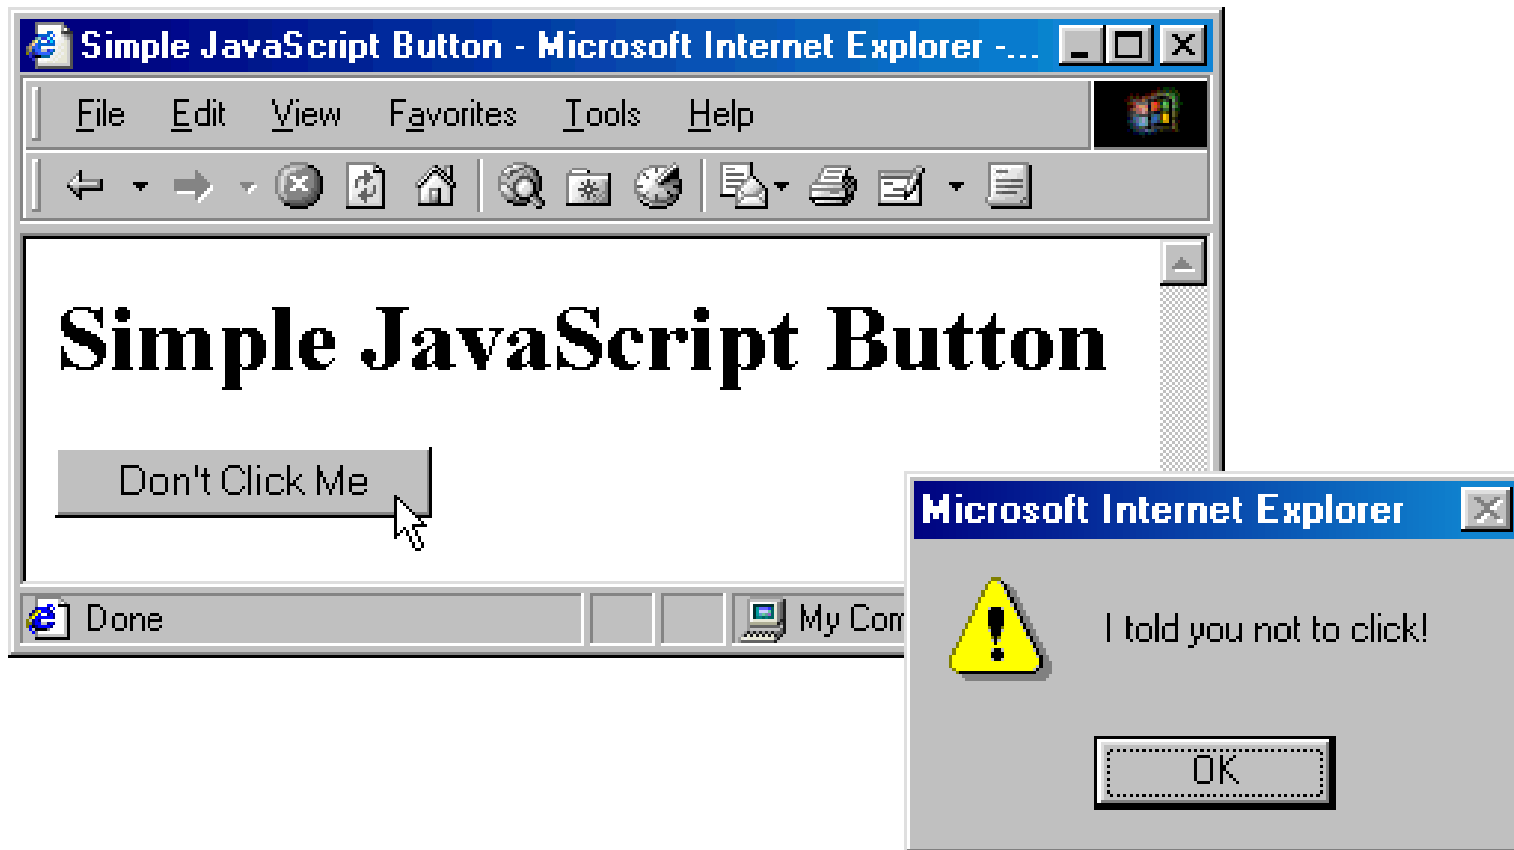 Simple JavaScript Button - Microsoft Internet Explorer -...
File Edit View Favorites Tools Help
Simple JavaScript Button
Don't Click Me
Done
My Com
Microsoft Internet Explorer
I told you not to click!
OK